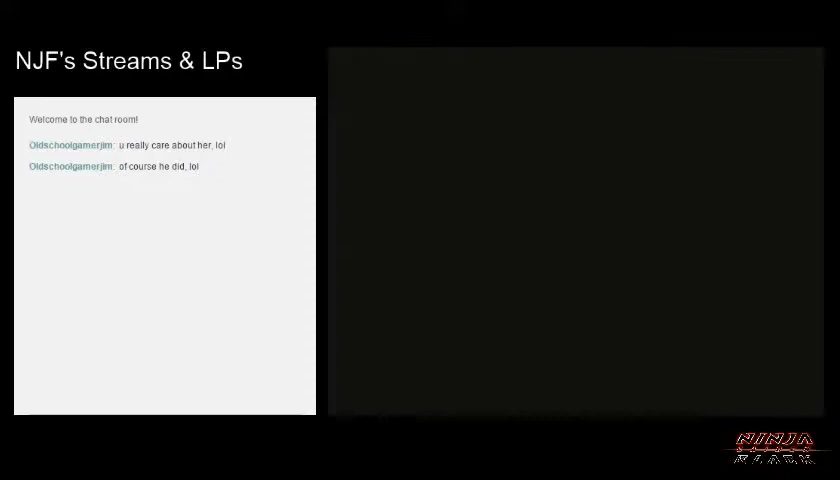 NJF's Streams & LPs
Welcome to the chat room!
Oldschoolgamerjim: u really care about her, lol
Oldschoolgamerjim: of course he did, lol
NINJA
BLACK